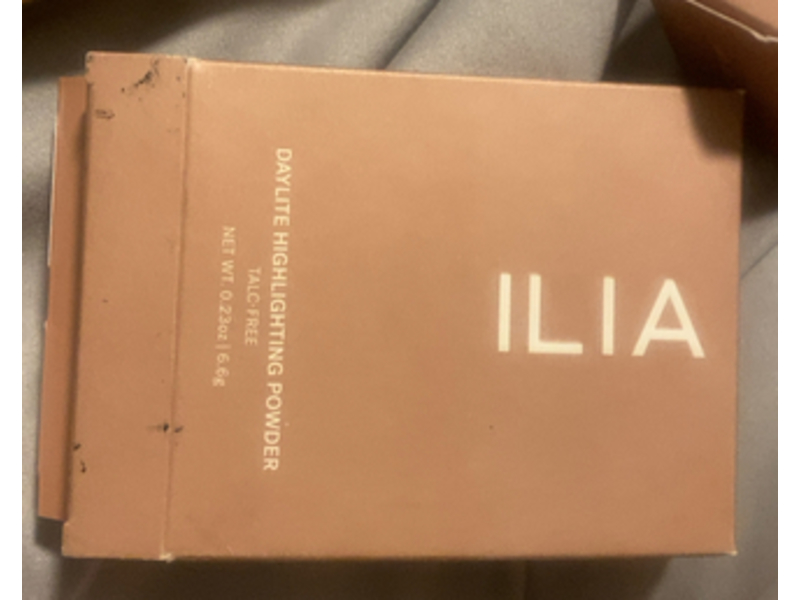 ILIA
DAYLITE HIGHLIGHTING POWDER
TALC-FREE
NET WT. 0.23oz | 6.6g